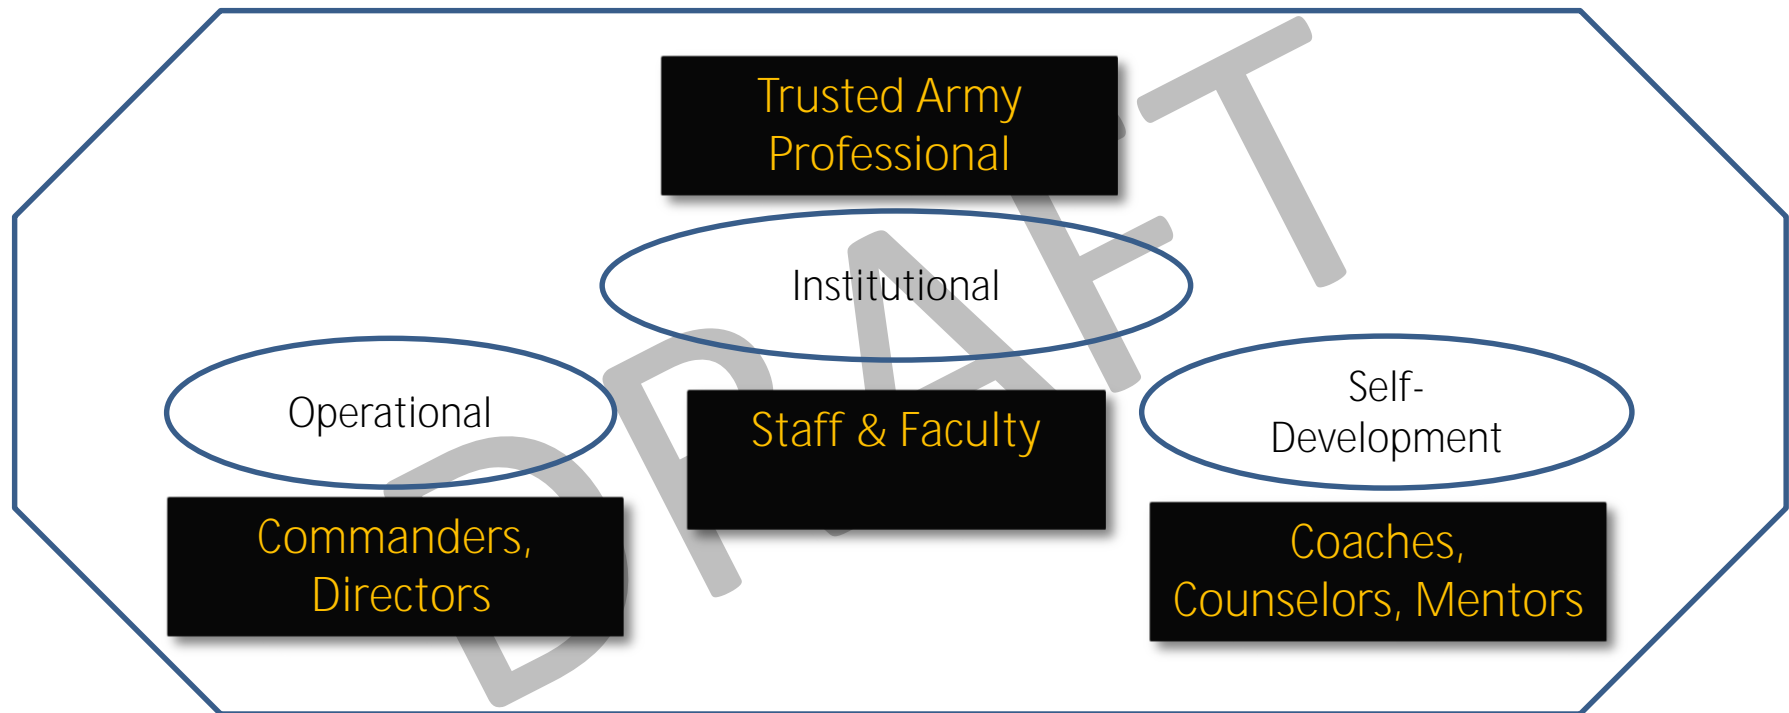 Trusted Army
Professional
Institutional
Operational
Staff & Faculty
Self-
Development
Commanders,
Directors
Coaches,
Counselors, Mentors
DRAFT